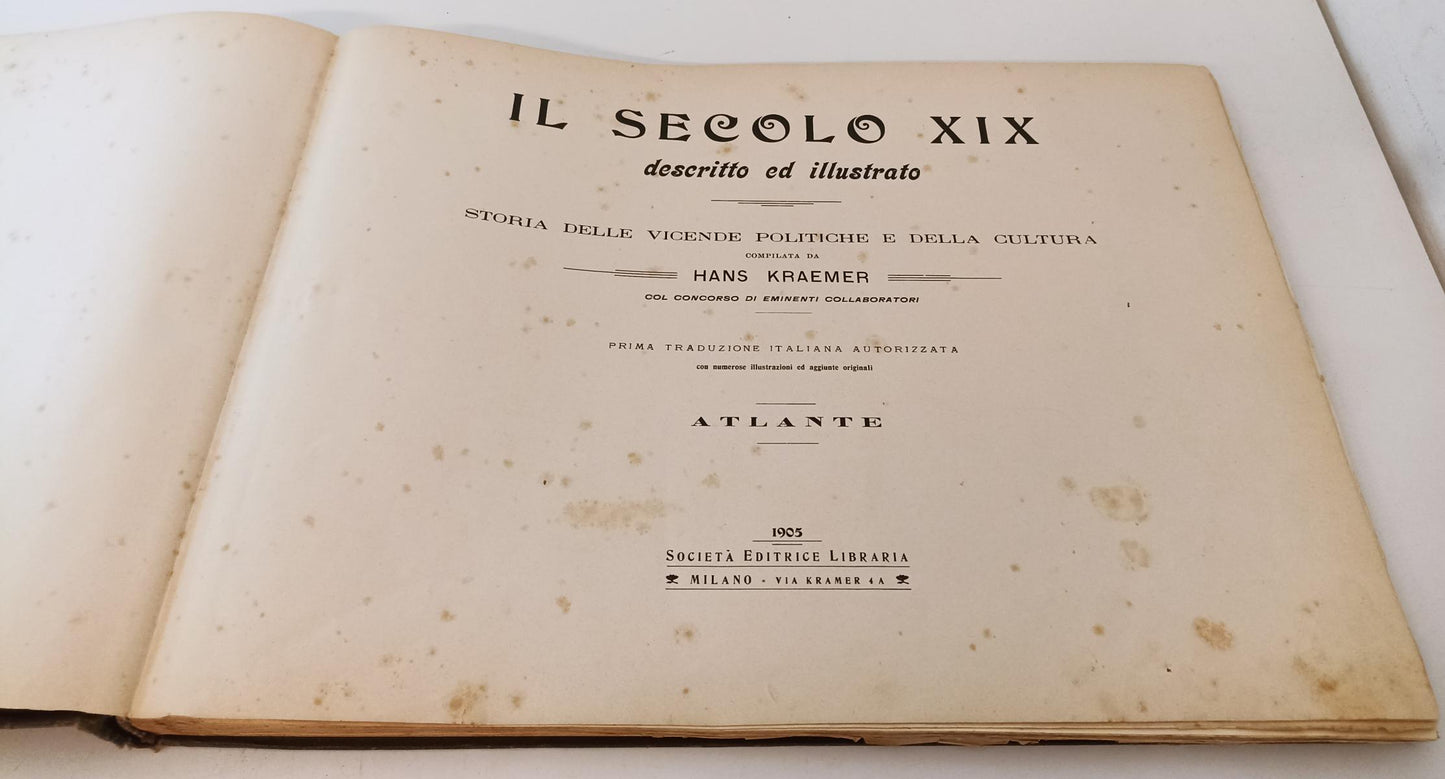 IL SECOLO XIX
descritto ed illustrato
STORIA DELLE VICENDE POLITICHE E DELLA CULTURA
COMPILATA DA
HANS KRAEMER
COL CONCORSO DI EMINENTI COLLABORATORI
PRIMA TRADUZIONE ITALIANA AUTORIZZATA
con numerose illustrazioni ed aggiunte originali
ATLANTE
1905
SOCIETÀ EDITRICE LIBRARIA
MILANO - VIA KRAMER 4A